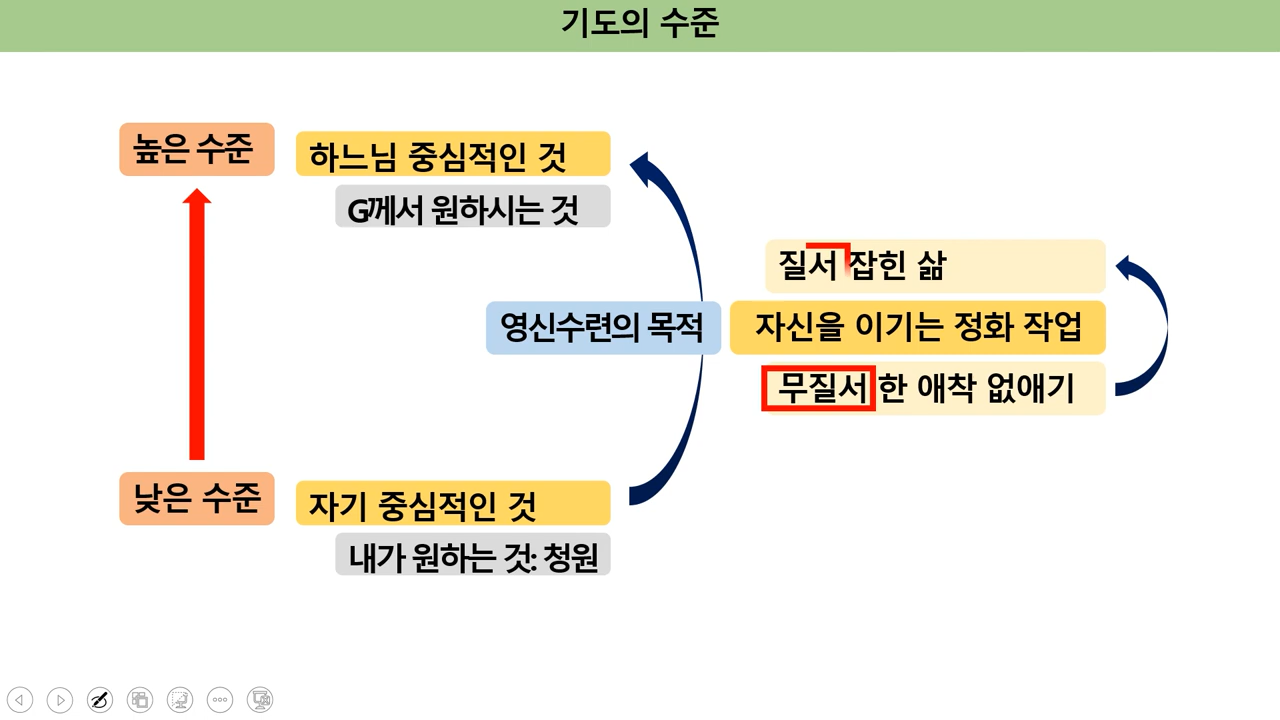 기도의 수준
높은 수준
하느님 중심적인 것
G께서 원하시는 것
질서 잡힌 삶
영신수련의 목적
자신을 이기는 정화 작업
무질서한 애착 없애기
낮은 수준
자기 중심적인 것
내가 원하는 것: 청원